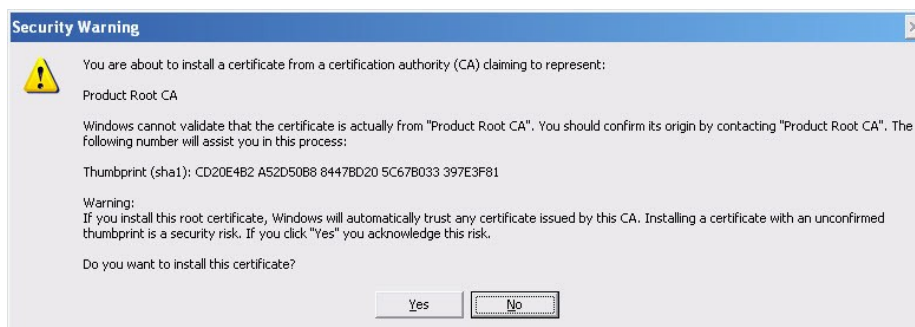 Security Warning
You are about to install a certificate from a certification authority (CA) claiming to represent:
Product Root CA
Windows cannot validate that the certificate is actually from "Product Root CA". You should confirm its origin by contacting "Product Root CA". The
following number will assist you in this process:
Thumbprint (sha1): CD20E4B2 A52D50B8 8447BD20 5C67B033 397E3F81
Warning:
If you install this root certificate, Windows will automatically trust any certificate issued by this CA. Installing a certificate with an unconfirmed
thumbprint is a security risk. If you click "Yes" you acknowledge this risk.
Do you want to install this certificate?
Yes No